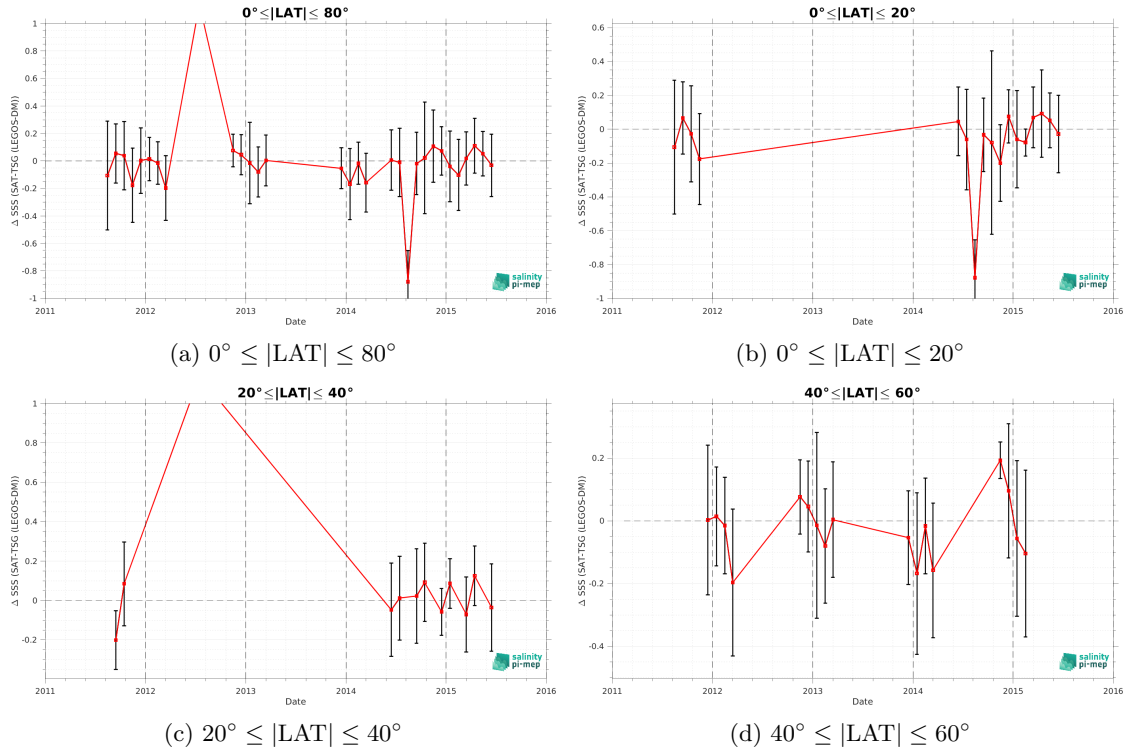 0°≤|LAT|≤ 80°
1
0.8
0.6
0.4
0.2
0
-0.2
-0.4
-0.6
-0.8
-1
Δ SSS (SAT-TSG (LEGOS-DM))
2011 2012 2013 2014 2015 2016
Date
salinity
pi-mep
(a) 0° ≤ |LAT| ≤ 80°
0°≤|LAT|≤ 20°
0.6
0.4
0.2
0
-0.2
-0.4
-0.6
-0.8
-1
Δ SSS (SAT-TSG (LEGOS-DM))
2011 2012 2013 2014 2015 2016
Date
salinity
pi-mep
(b) 0° ≤ |LAT| ≤ 20°
20°≤|LAT|≤ 40°
1
0.8
0.6
0.4
0.2
0
-0.2
Δ SSS (SAT-TSG (LEGOS-DM))
2011 2012 2013 2014 2015 2016
Date
salinity
pi-mep
(c) 20° ≤ |LAT| ≤ 40°
40°≤|LAT|≤ 60°
0.2
0
-0.2
-0.4
Δ SSS (SAT-TSG (LEGOS-DM))
2011 2012 2013 2014 2015 2016
Date
salinity
pi-mep
(d) 40° ≤ |LAT| ≤ 60°